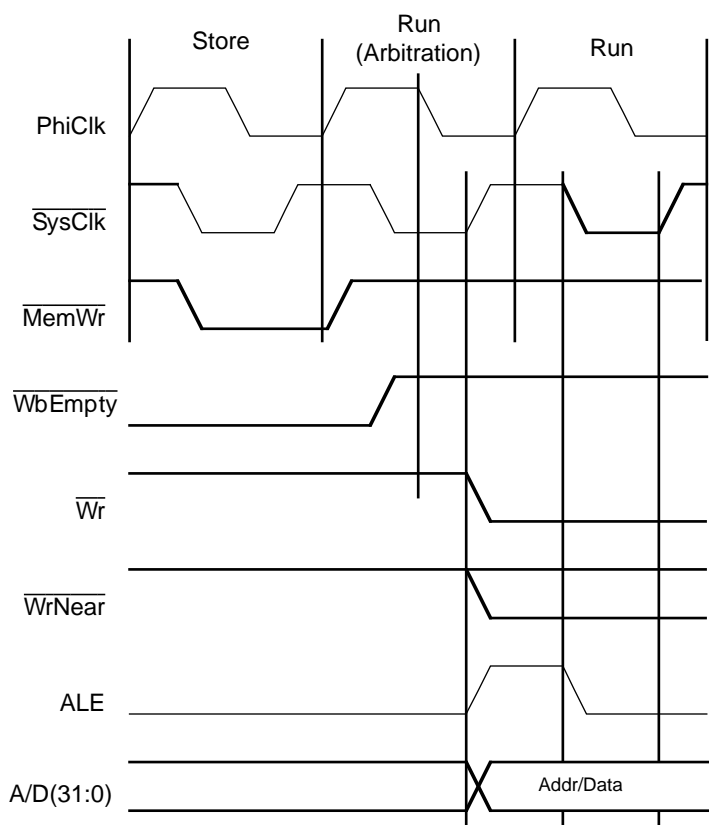 Store
Run
(Arbitration)
Run
PhiClk
SysClk
MemWr
WbEmpty
Wr
WrNear
ALE
A/D(31:0)
Addr/Data